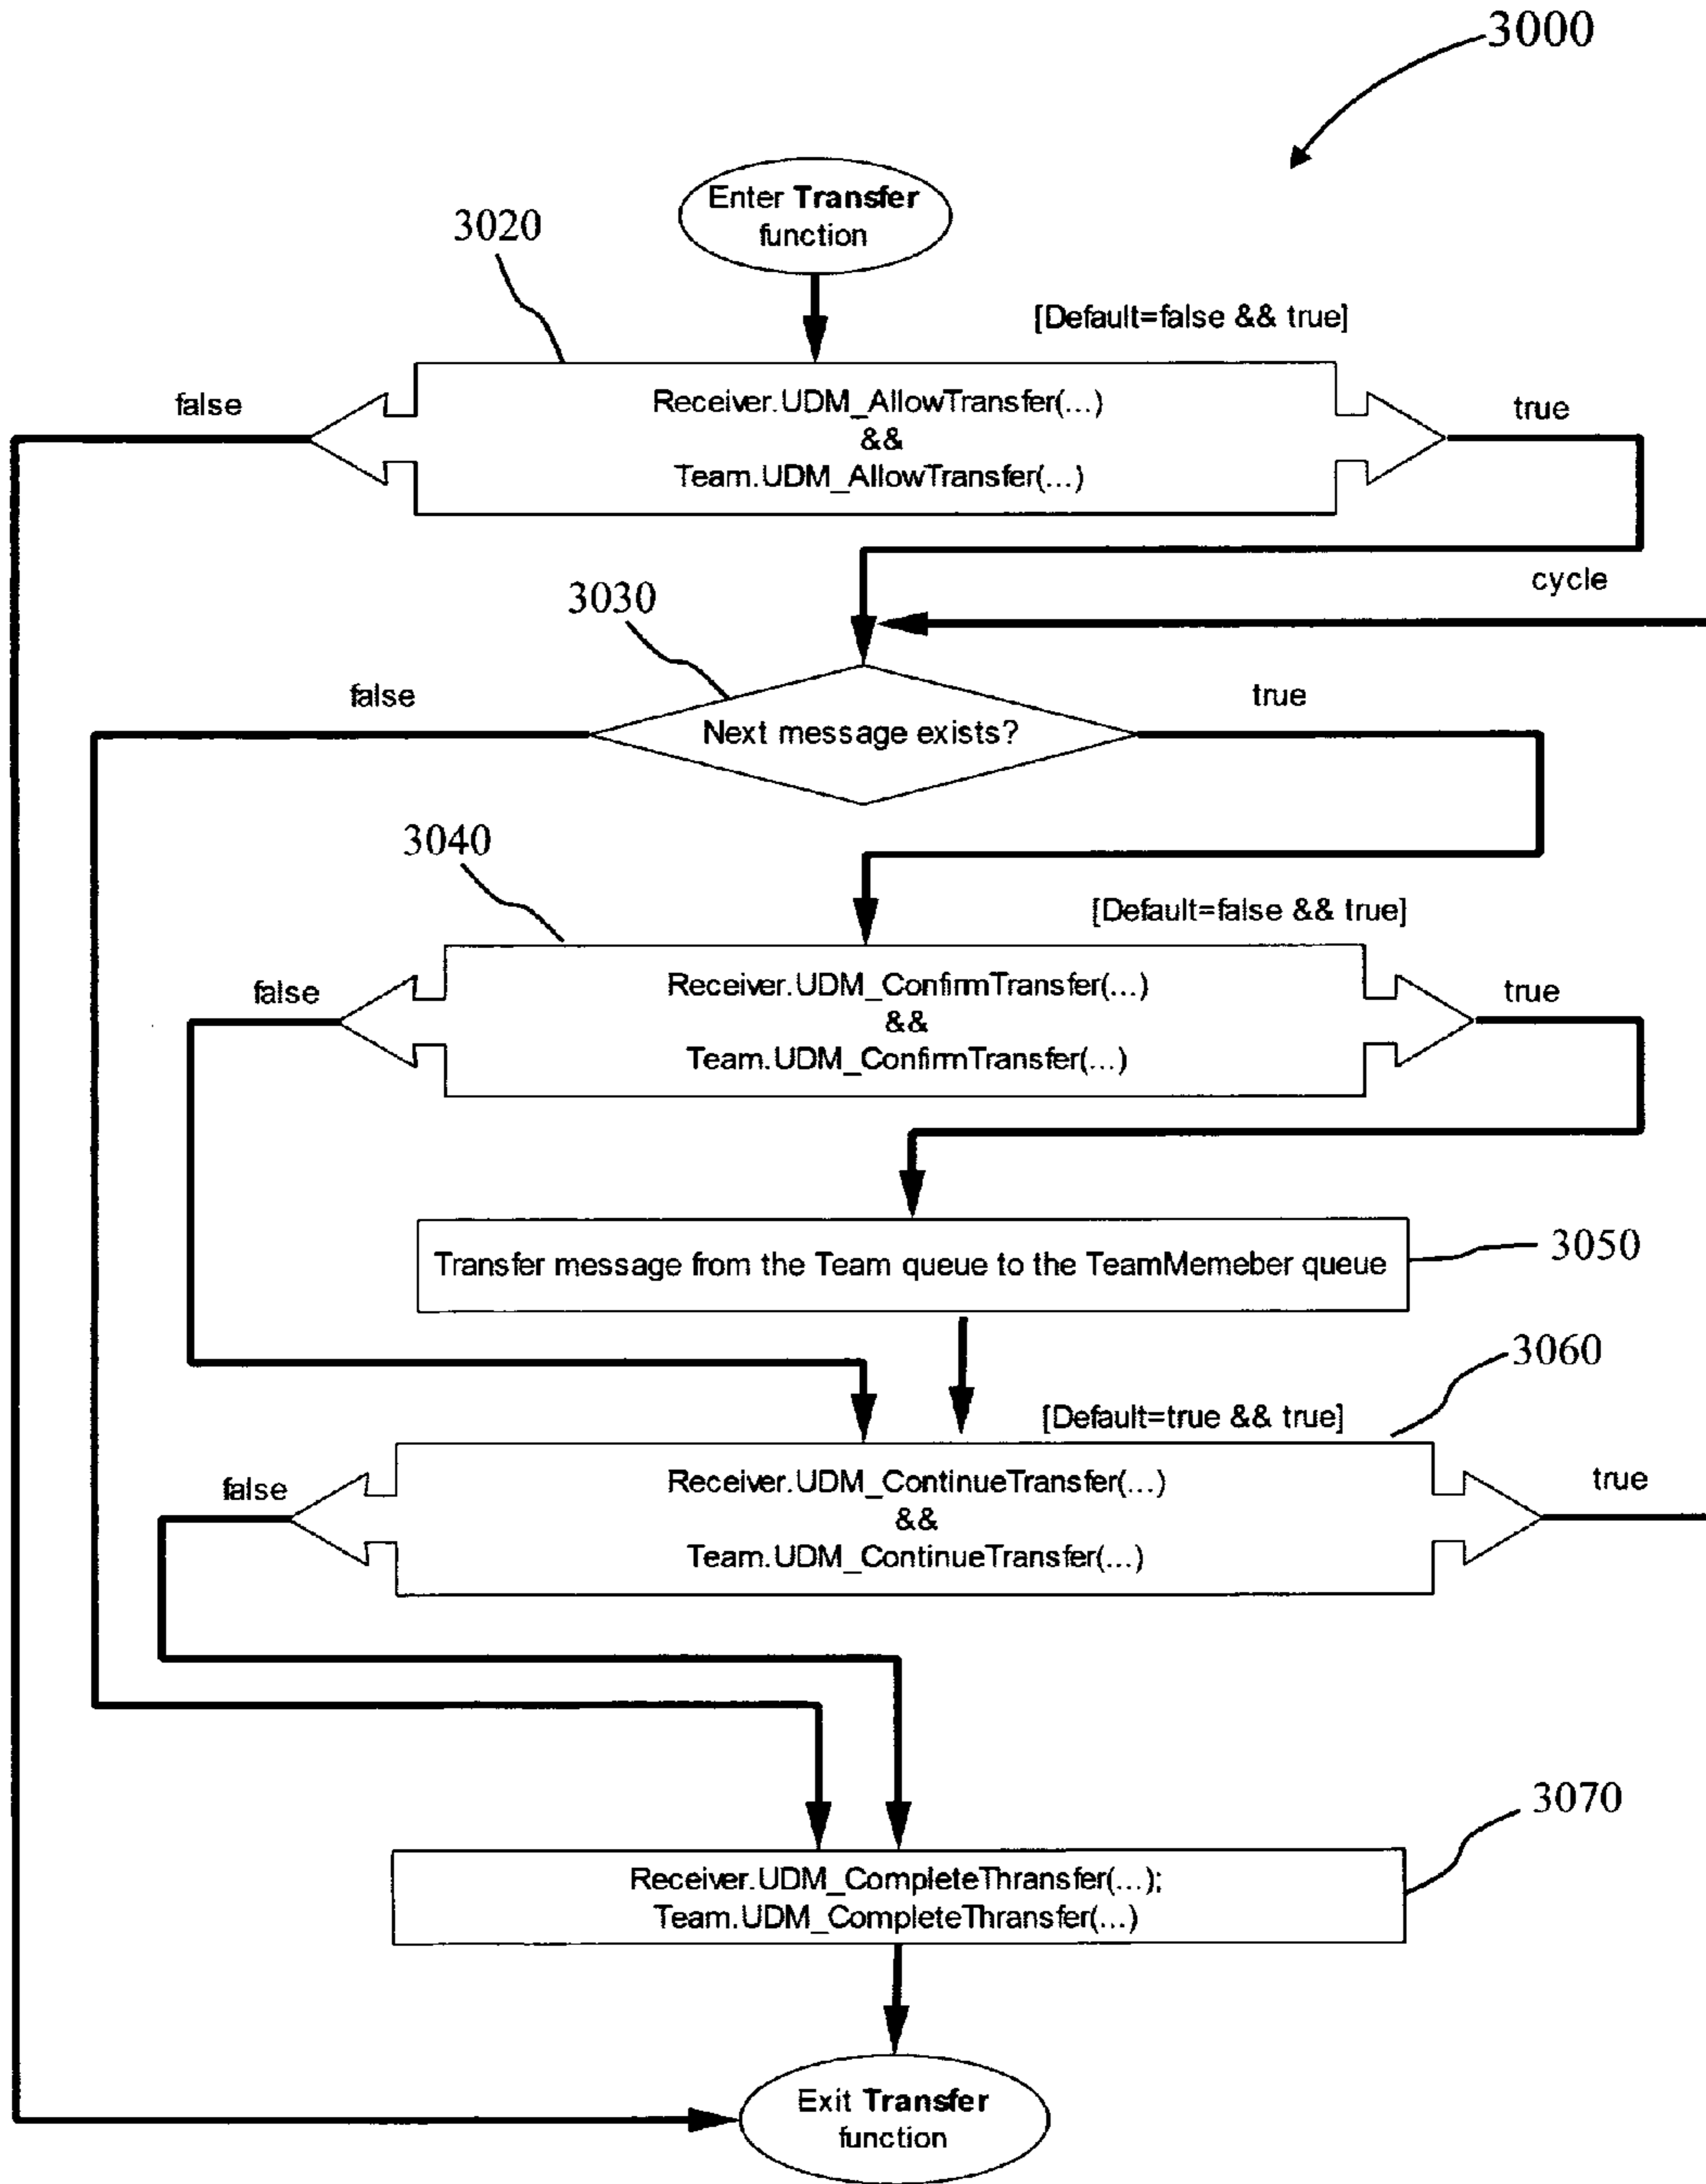 3000
Enter Transfer
function
3020
[Default=false && true]
false
Receiver.UDM_AllowTransfer(...)
&&
Team.UDM_AllowTransfer(...)
true
cycle
3030
false
Next message exists?
true
3040
[Default=false && true]
false
Receiver.UDM_ConfirmTransfer(...)
&&
Team.UDM_ConfirmTransfer(...)
true
Transfer message from the Team queue to the TeamMemeber queue
3050
3060
[Default=true && true]
false
Receiver.UDM_ContinueTransfer(...)
&&
Team.UDM_ContinueTransfer(...)
true
3070
Receiver.UDM_CompleteThransfer(...);
Team.UDM_CompleteThransfer(...)
Exit Transfer
function